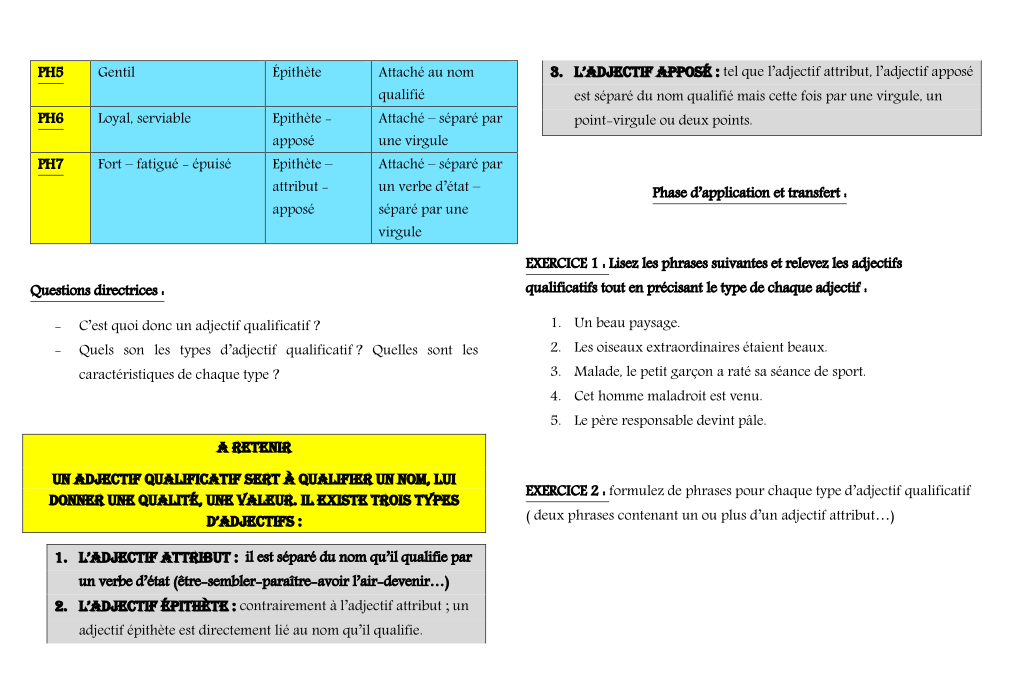 PH5 Gentil Épithète Attaché au nom
qualifié
PH6 Loyal, serviable Epithète - Attaché – séparé par
apposé une virgule
PH7 Fort – fatigué - épuisé Epithète – Attaché – séparé par
attribut - un verbe d’état –
apposé séparé par une
virgule
Questions directrices :
- C’est quoi donc un adjectif qualificatif ?
- Quels son les types d’adjectif qualificatif ? Quelles sont les
caractéristiques de chaque type ?
A RETENIR
UN ADJECTIF QUALIFICATIF SERT À QUALIFIER UN NOM, LUI
DONNER UNE QUALITÉ, UNE VALEUR. IL EXISTE TROIS TYPES
D’ADJECTIFS :
1. L’ADJECTIF ATTRIBUT : il est séparé du nom qu’il qualifie par
un verbe d’état (être-sembler-paraître-avoir l’air-devenir…)
2. L’ADJECTIF ÉPITHÈTE : contrairement à l’adjectif attribut ; un
adjectif épithète est directement lié au nom qu’il qualifie.
3. L’ADJECTIF APPOSÉ : tel que l’adjectif attribut, l’adjectif apposé
est séparé du nom qualifié mais cette fois par une virgule, un
point-virgule ou deux points.
Phase d’application et transfert :
EXERCICE 1 : Lisez les phrases suivantes et relevez les adjectifs
qualificatifs tout en précisant le type de chaque adjectif :
1. Un beau paysage.
2. Les oiseaux extraordinaires étaient beaux.
3. Malade, le petit garçon a raté sa séance de sport.
4. Cet homme maladroit est venu.
5. Le père responsable devint pâle.
EXERCICE 2 : formulez de phrases pour chaque type d’adjectif qualificatif
( deux phrases contenant un ou plus d’un adjectif attribut…)